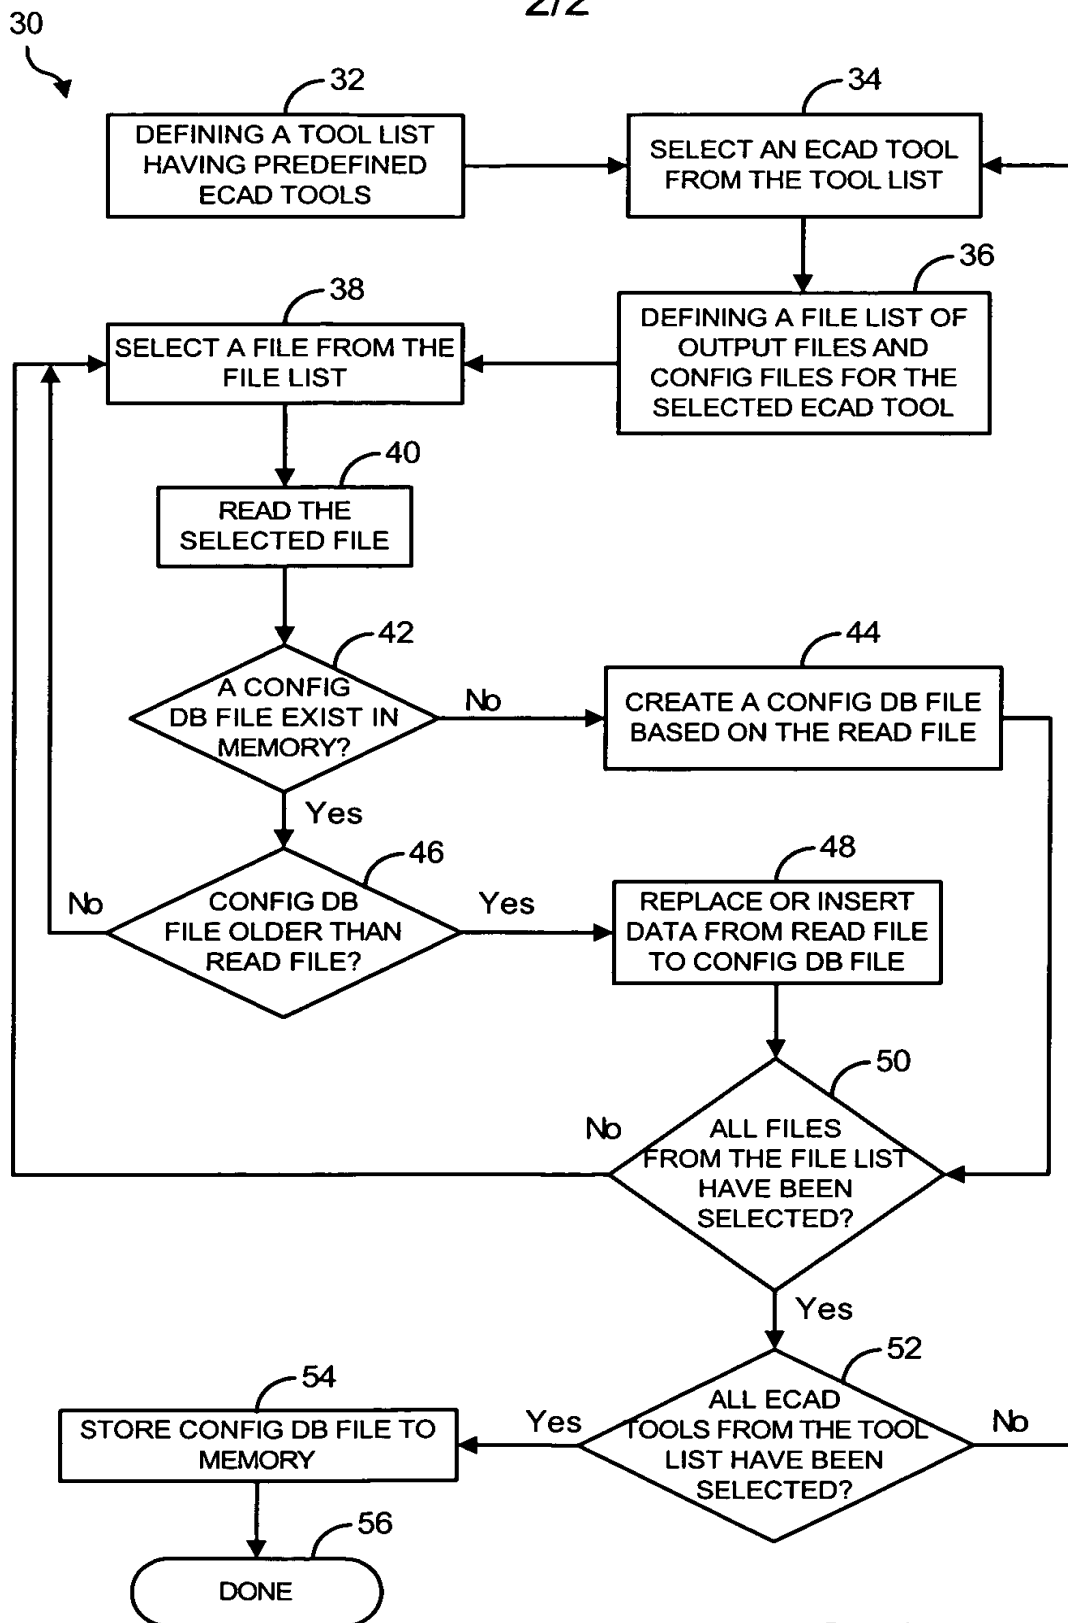 2/2
30
32
DEFINING A TOOL LIST
HAVING PREDEFINED
ECAD TOOLS
34
SELECT AN ECAD TOOL
FROM THE TOOL LIST
36
DEFINING A FILE LIST OF
OUTPUT FILES AND
CONFIG FILES FOR THE
SELECTED ECAD TOOL
38
SELECT A FILE FROM THE
FILE LIST
40
READ THE
SELECTED FILE
42
A CONFIG
DB FILE EXIST IN
MEMORY?
No
Yes
44
CREATE A CONFIG DB FILE
BASED ON THE READ FILE
46
CONFIG DB
FILE OLDER THAN
READ FILE?
No
Yes
48
REPLACE OR INSERT
DATA FROM READ FILE
TO CONFIG DB FILE
50
ALL FILES
FROM THE FILE LIST
HAVE BEEN
SELECTED?
No
Yes
52
ALL ECAD
TOOLS FROM THE TOOL
LIST HAVE BEEN
SELECTED?
Yes
No
54
STORE CONFIG DB FILE TO
MEMORY
56
DONE